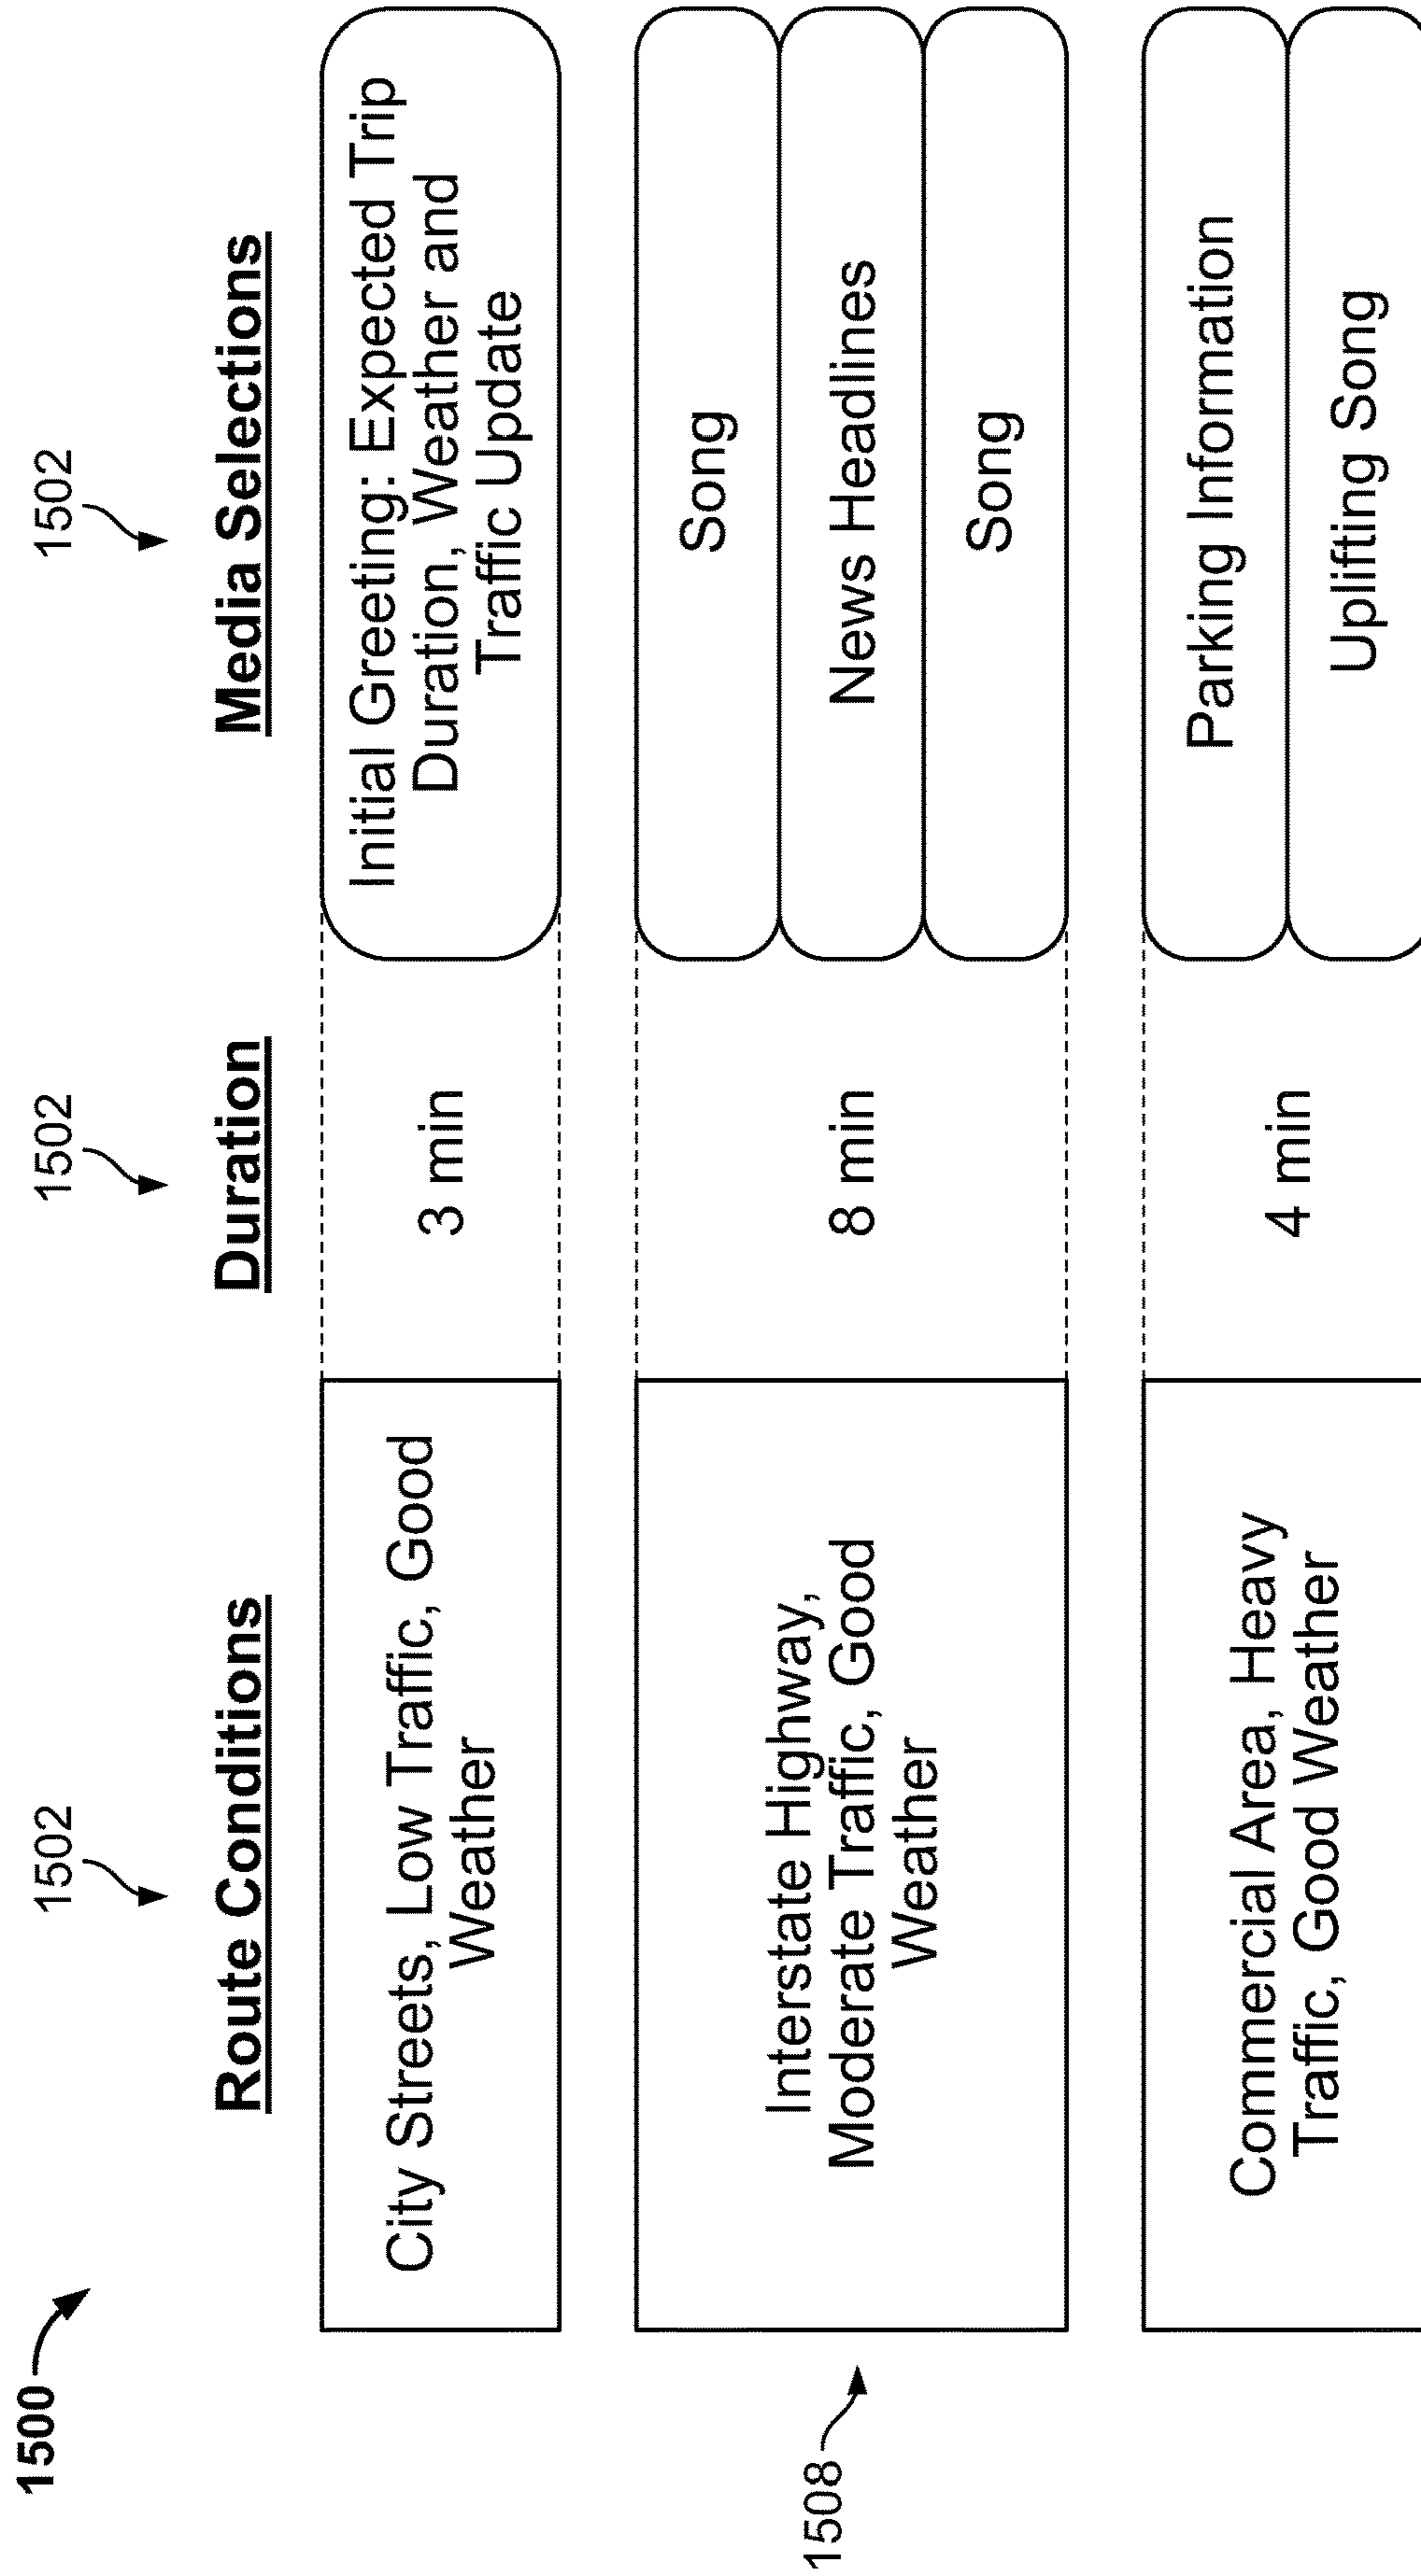 1500
1502
1502
1502
Route Conditions
Duration
Media Selections
City Streets, Low Traffic, Good
Weather
3 min
Initial Greeting: Expected Trip
Duration, Weather and
Traffic Update
1508
Interstate Highway,
Moderate Traffic, Good
Weather
8 min
Song
News Headlines
Song
Commercial Area, Heavy
Traffic, Good Weather
4 min
Parking Information
Uplifting Song